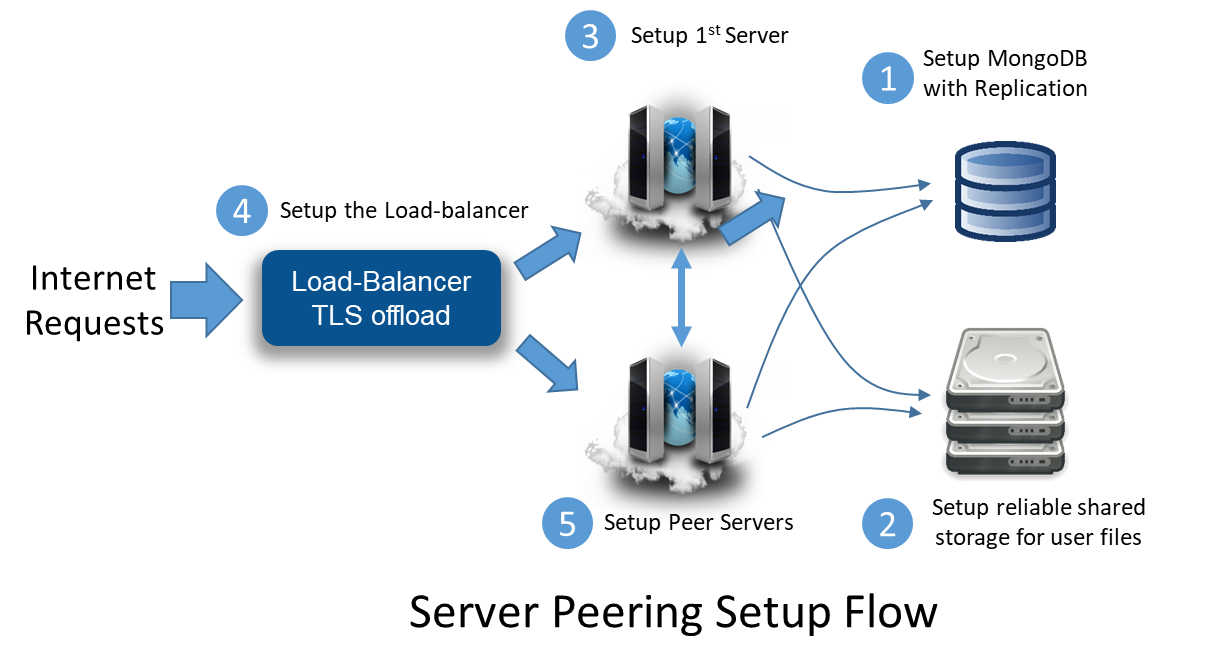 3
Setup 1st Server
1
Setup MongoDB
with Replication
4
Setup the Load-balancer
Internet
Requests
Load-Balancer
TLS offload
5
Setup Peer Servers
2
Setup reliable shared
storage for user files
Server Peering Setup Flow